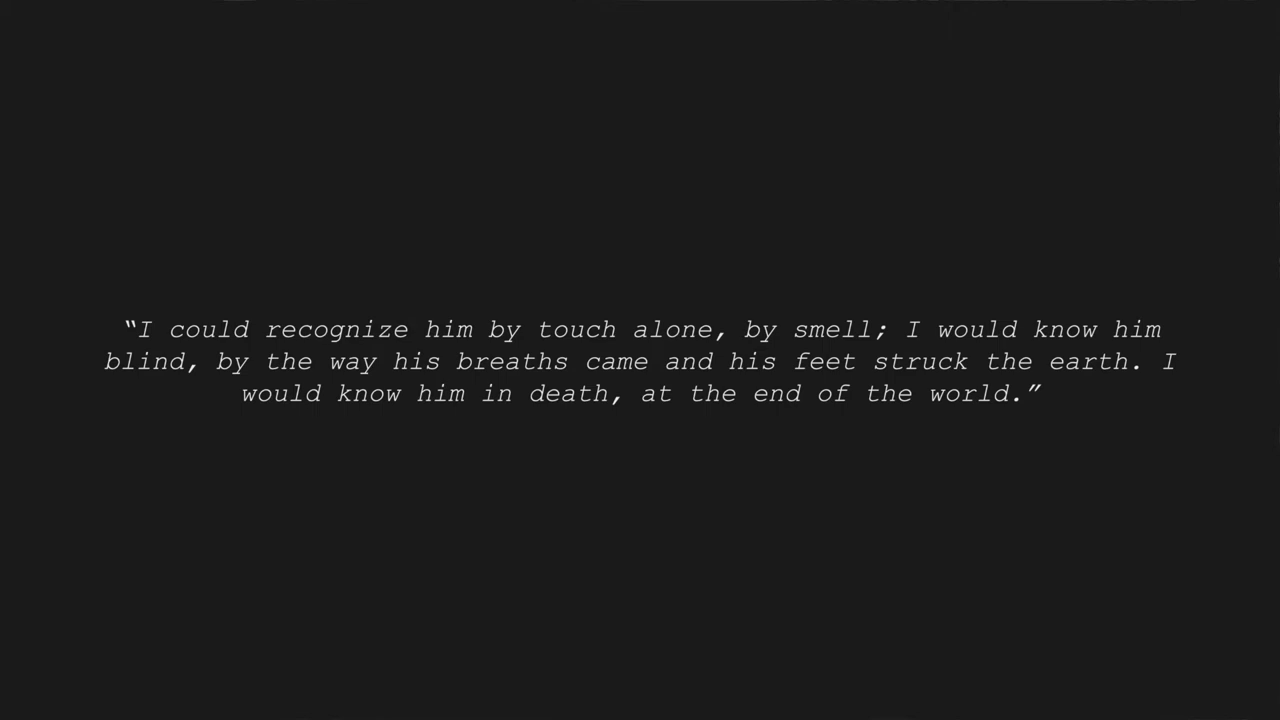 “I could recognize him by touch alone, by smell; I would know him
blind, by the way his breaths came and his feet struck the earth. I
would know him in death, at the end of the world.”